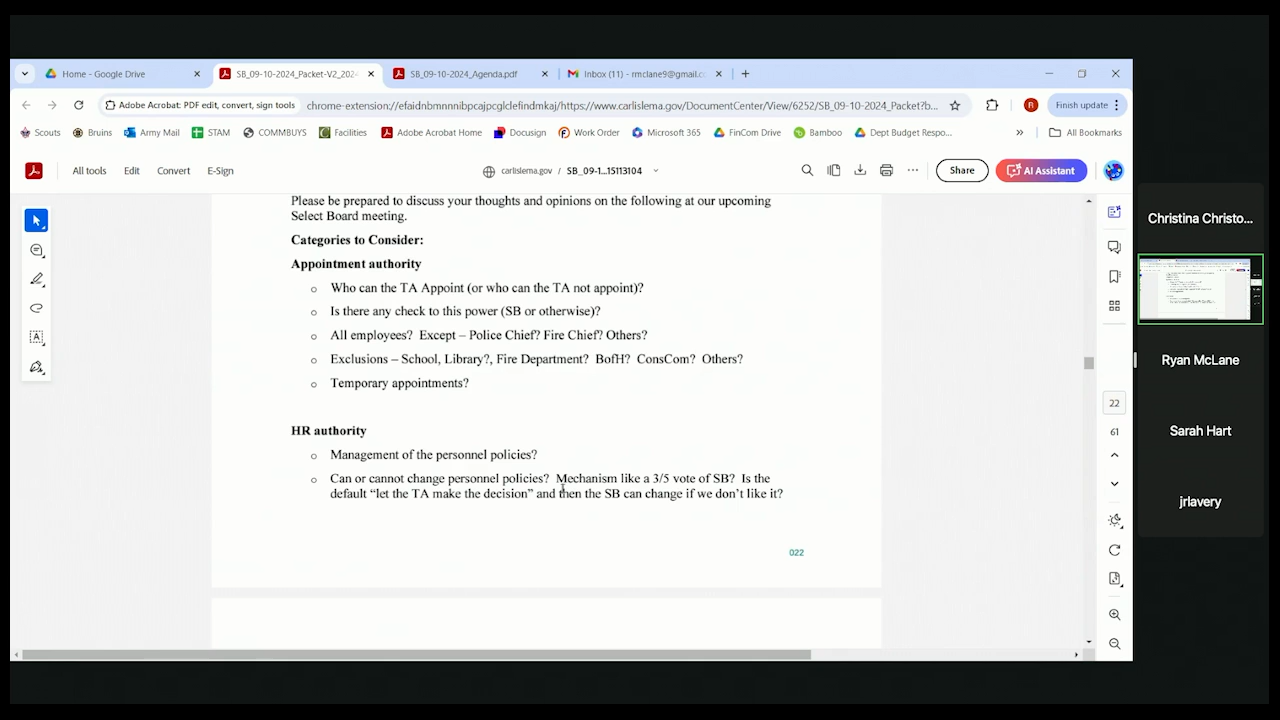 Home - Google Drive
SB_09-10-2024_Packet-V2_202
SB_09-10-2024_Agenda.pdf
Inbox (11) - rmclane9@gmail.c
Adobe Acrobat: PDF edit, convert, sign tools
chrome-extension://efaidnbmnnnibpcajpcglclefindmkaj/https://www.carlislema.gov/DocumentCenter/View/6252/SB_09-10-2024_Packet?b...
R
Finish update
Scouts
Bruins
Army Mail
STAM
COMMBUYS
Facilities
Adobe Acrobat Home
Docusign
Work Order
Microsoft 365
FinCom Drive
Bamboo
Dept Budget Respo...
»
All Bookmarks
All tools
Edit
Convert
E-Sign
carlislema.gov / SB_09-1...15113104
Share
AI Assistant
Please be prepared to discuss your thoughts and opinions on the following at our upcoming
Select Board meeting.
Categories to Consider:
Appointment authority
o Who can the TA Appoint (or who can the TA not appoint)?
o Is there any check to this power (SB or otherwise)?
o All employees? Except – Police Chief? Fire Chief? Others?
o Exclusions – School, Library?, Fire Department? BofH? ConsCom? Others?
o Temporary appointments?
HR authority
o Management of the personnel policies?
o Can or cannot change personnel policies? Mechanism like a 3/5 vote of SB? Is the
default “let the TA make the decision” and then the SB can change if we don’t like it?
022
22
61
Christina Christo...
Ryan McLane
Sarah Hart
jrlavery